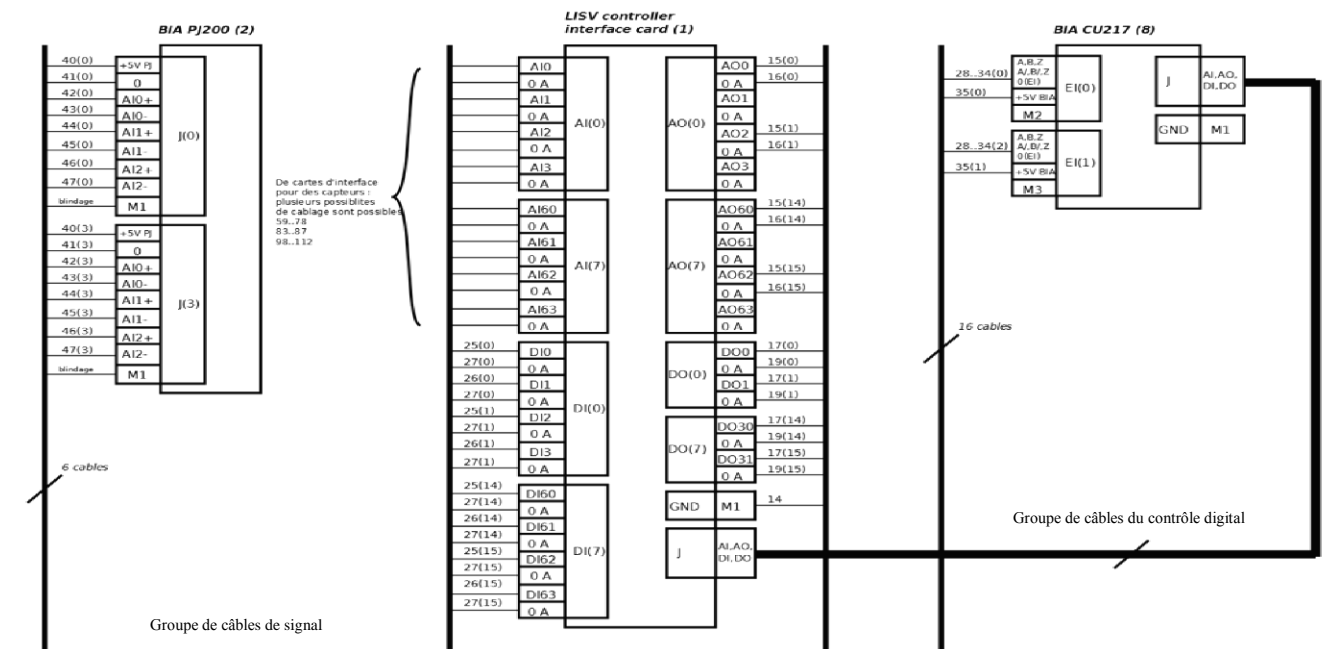 BIA PJ200 (2)
40(0)
+5V PJ
41(0)
0
42(0)
AI0+
43(0)
AI0-
44(0)
AI1+
45(0)
AI1-
46(0)
AI2+
47(0)
AI2-
blindage
M1
J(0)
40(3)
+5V PJ
41(3)
0
42(3)
AI0+
43(3)
AI0-
44(3)
AI1+
45(3)
AI1-
46(3)
AI2+
47(3)
AI2-
blindage
M1
J(3)
6 cables
Groupe de câbles de signal
De cartes d'interface
pour des capteurs :
plusieurs possiblites
de cablage sont possibles
59..78
83..87
98..112
LISV controller
interface card (1)
AI0
0 A
AI1
0 A
AI2
0 A
AI3
0 A
AI(0)
AI60
0 A
AI61
0 A
AI62
0 A
AI63
0 A
AI(7)
25(0)
DI0
27(0)
0 A
26(0)
DI1
27(0)
0 A
25(1)
DI2
27(1)
0 A
26(1)
DI3
27(1)
0 A
DI(0)
25(14)
DI60
27(14)
0 A
26(14)
DI61
27(14)
0 A
25(15)
DI62
27(15)
0 A
26(15)
DI63
27(15)
0 A
DI(7)
AO(0)
AO0
15(0)
0 A
16(0)
AO1
0 A
AO2
15(1)
0 A
16(1)
AO3
0 A
AO(7)
AO60
15(14)
0 A
16(14)
AO61
0 A
AO62
15(15)
0 A
16(15)
AO63
0 A
DO(0)
DO0
17(0)
0 A
19(0)
DO1
17(1)
0 A
19(1)
DO(7)
DO30
17(14)
0 A
19(14)
DO31
17(15)
0 A
19(15)
GND
M1
14
J
AI,AO,
DI,DO
BIA CU217 (8)
28..34(0)
A,B,Z
A/,B/,Z
0(EI)
35(0)
+5V BIA
M2
EI(0)
28..34(2)
A,B,Z
A/,B/,Z
0(EI)
35(1)
+5V BIA
M3
EI(1)
J
AI,AO,
DI,DO
GND
M1
16 cables
Groupe de câbles du contrôle digital